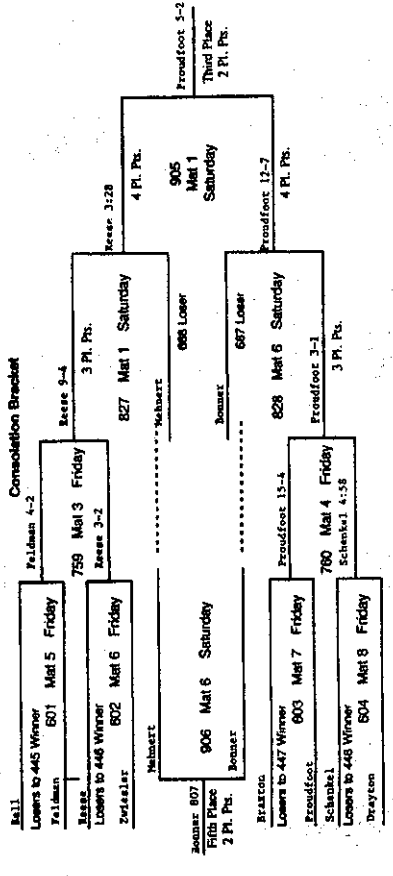 Consolation Bracket
Bell
Losers to 445 Winner
601 Mat 5 Friday
Feldman
Feldman 4-2
Reese
Losers to 446 Winner
602 Mat 6 Friday
Zwiesler
759 Mat 3 Friday
Reese 3-2
Reese 9-4
3 Pl. Pts.
827 Mat 1 Saturday
Mehnert
668 Loser
Reese 3:28
4 Pl. Pts.
905
Mat 1
Saturday
Proudfoot 5-2
Third Place
2 Pl. Pts.
Mehnert
906 Mat 6 Saturday
Bonner
Bonner 807
Fifth Place
2 Pl. Pts.
Bonner
667 Loser
828 Mat 6 Saturday
Proudfoot 12-7
4 Pl. Pts.
Braxton
Losers to 447 Winner
603 Mat 7 Friday
Proudfoot
Proudfoot 15-4
Schenkel
Losers to 448 Winner
604 Mat 8 Friday
Drayton
760 Mat 4 Friday
Schenkel 4:58
Proudfoot 3-1
3 Pl. Pts.